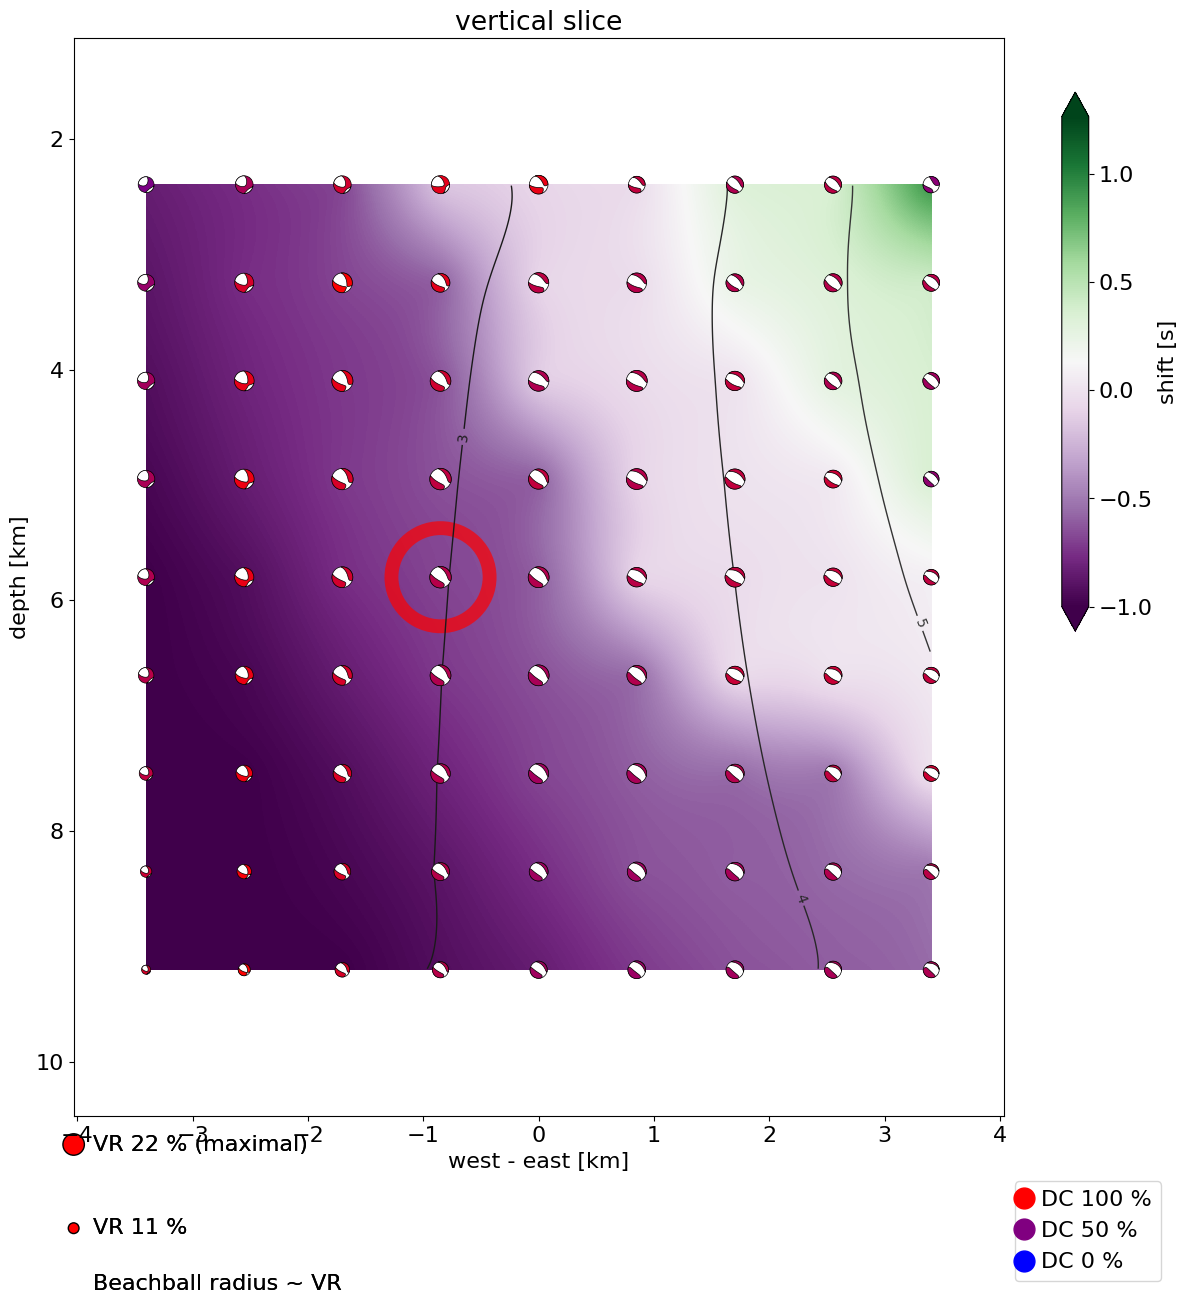 vertical slice
2
4
6
8
10
depth [km]
−4
−3
−2
−1
0
1
2
3
4
west - east [km]
3
4
5
1.0
0.5
0.0
−0.5
−1.0
shift [s]
VR 22 % (maximal)
VR 11 %
Beachball radius ~ VR
DC 100 %
DC 50 %
DC 0 %